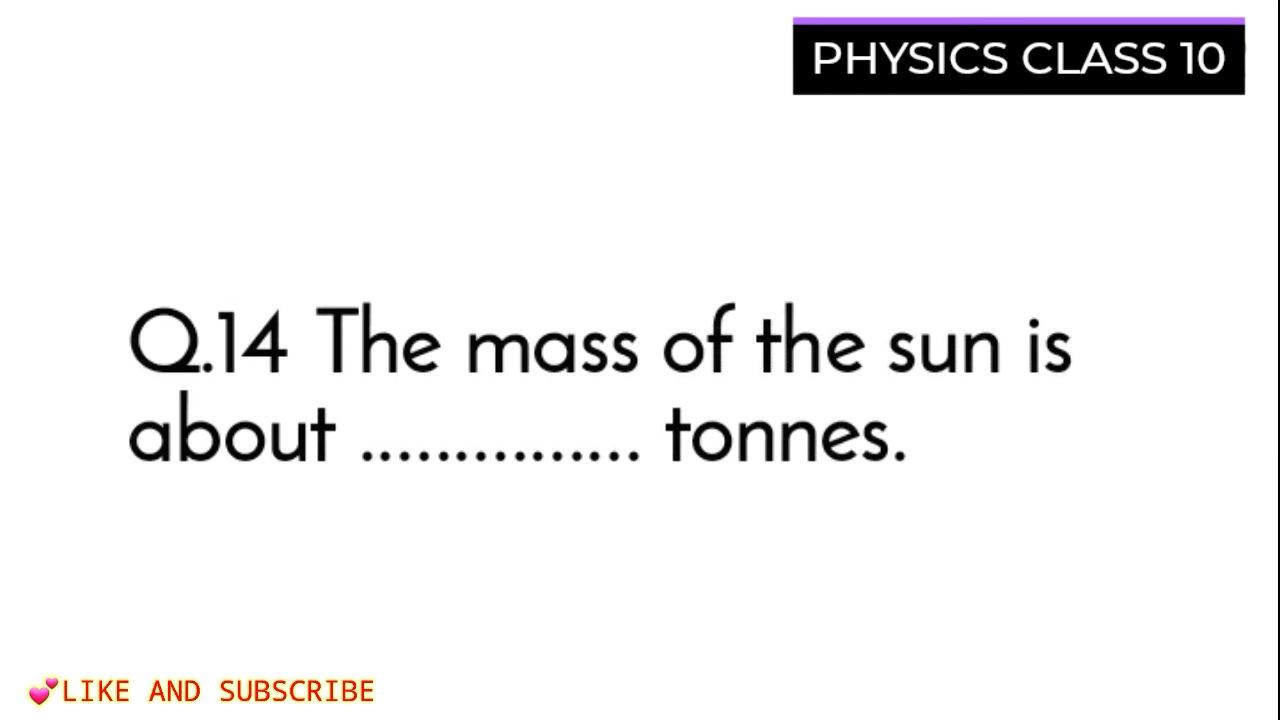 PHYSICS CLASS 10
Q.14 The mass of the sun is
about ............... tonnes.
💕LIKE AND SUBSCRIBE